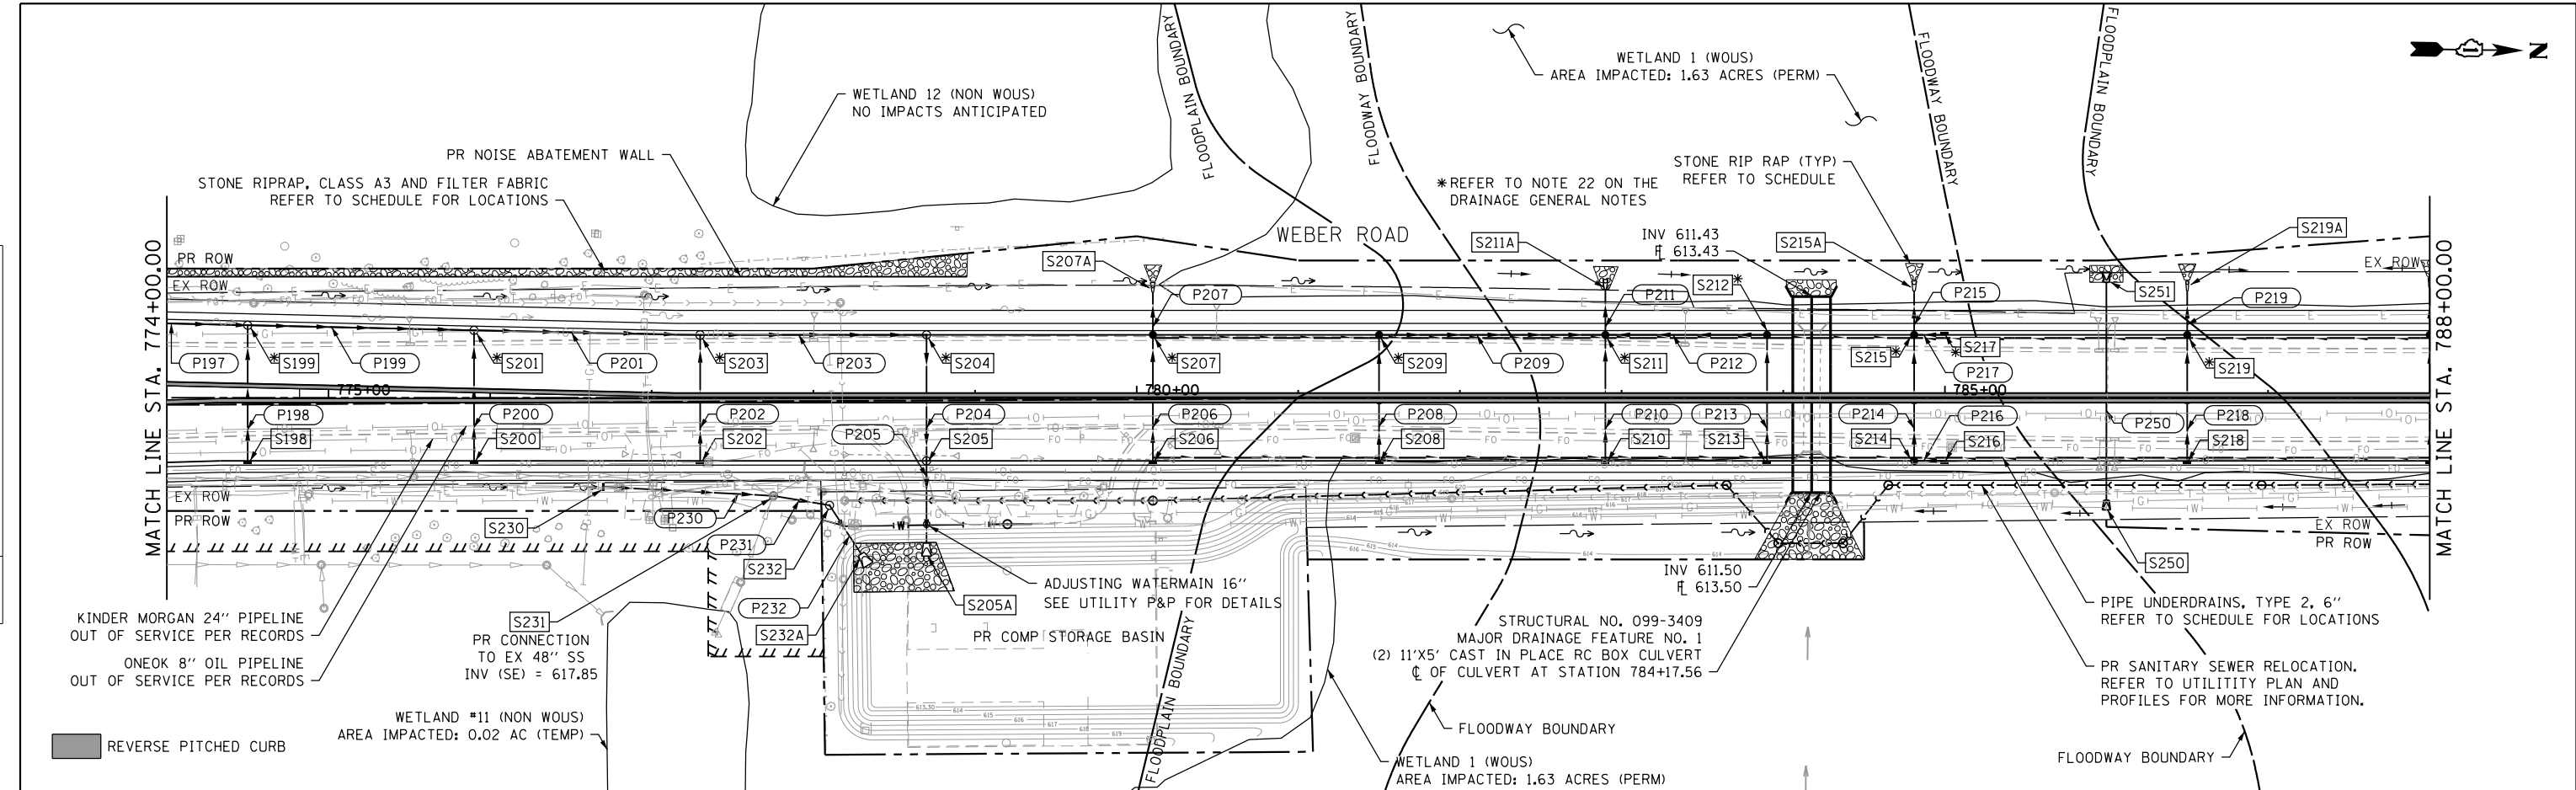 WETLAND 1 (WOUS)
AREA IMPACTED: 1.63 ACRES (PERM)
N
WETLAND 12 (NON WOUS)
NO IMPACTS ANTICIPATED
FLOODPLAIN BOUNDARY
FLOODWAY BOUNDARY
FLOODWAY BOUNDARY
FLOODPLAIN BOUNDARY
PR NOISE ABATEMENT WALL
STONE RIPRAP, CLASS A3 AND FILTER FABRIC
REFER TO SCHEDULE FOR LOCATIONS
*REFER TO NOTE 22 ON THE
DRAINAGE GENERAL NOTES
STONE RIP RAP (TYP)
REFER TO SCHEDULE
MATCH LINE STA. 774+00.00
PR ROW
EX ROW
WEBER ROAD
S207A
S211A
INV 611.43
FL 613.43
S215A
S219A
EX ROW
MATCH LINE STA. 788+00.00
P207
P211
S212*
P215
S251
P219
P197
*S199
P199
*S201
P201
*S203
P203
*S204
*S207
*S209
P209
*S211
P212
S215*
*S217
P217
*S219
775+00
780+00
785+00
P198
P200
P202
P204
P206
P208
P210
P213
P214
P216
P250
P218
S198
S200
S202
P205
S205
S206
S208
S210
S213
S214
S216
S218
EX ROW
PR ROW
S230
P230
P231
S232
P232
S232A
S231
S205A
S250
EX ROW
PR ROW
KINDER MORGAN 24" PIPELINE
OUT OF SERVICE PER RECORDS
ONEOK 8" OIL PIPELINE
OUT OF SERVICE PER RECORDS
PR CONNECTION
TO EX 48" SS
INV (SE) = 617.85
ADJUSTING WATERMAIN 16"
SEE UTILITY P&P FOR DETAILS
PR COMP STORAGE BASIN
613.30
614
615
616
617
618
619
FLOODPLAIN BOUNDARY
INV 611.50
FL 613.50
STRUCTURAL NO. 099-3409
MAJOR DRAINAGE FEATURE NO. 1
(2) 11'X5' CAST IN PLACE RC BOX CULVERT
℄ OF CULVERT AT STATION 784+17.56
PIPE UNDERDRAINS, TYPE 2, 6"
REFER TO SCHEDULE FOR LOCATIONS
PR SANITARY SEWER RELOCATION.
REFER TO UTILITITY PLAN AND
PROFILES FOR MORE INFORMATION.
WETLAND #11 (NON WOUS)
AREA IMPACTED: 0.02 AC (TEMP)
REVERSE PITCHED CURB
FLOODWAY BOUNDARY
WETLAND 1 (WOUS)
AREA IMPACTED: 1.63 ACRES (PERM)
FLOODWAY BOUNDARY